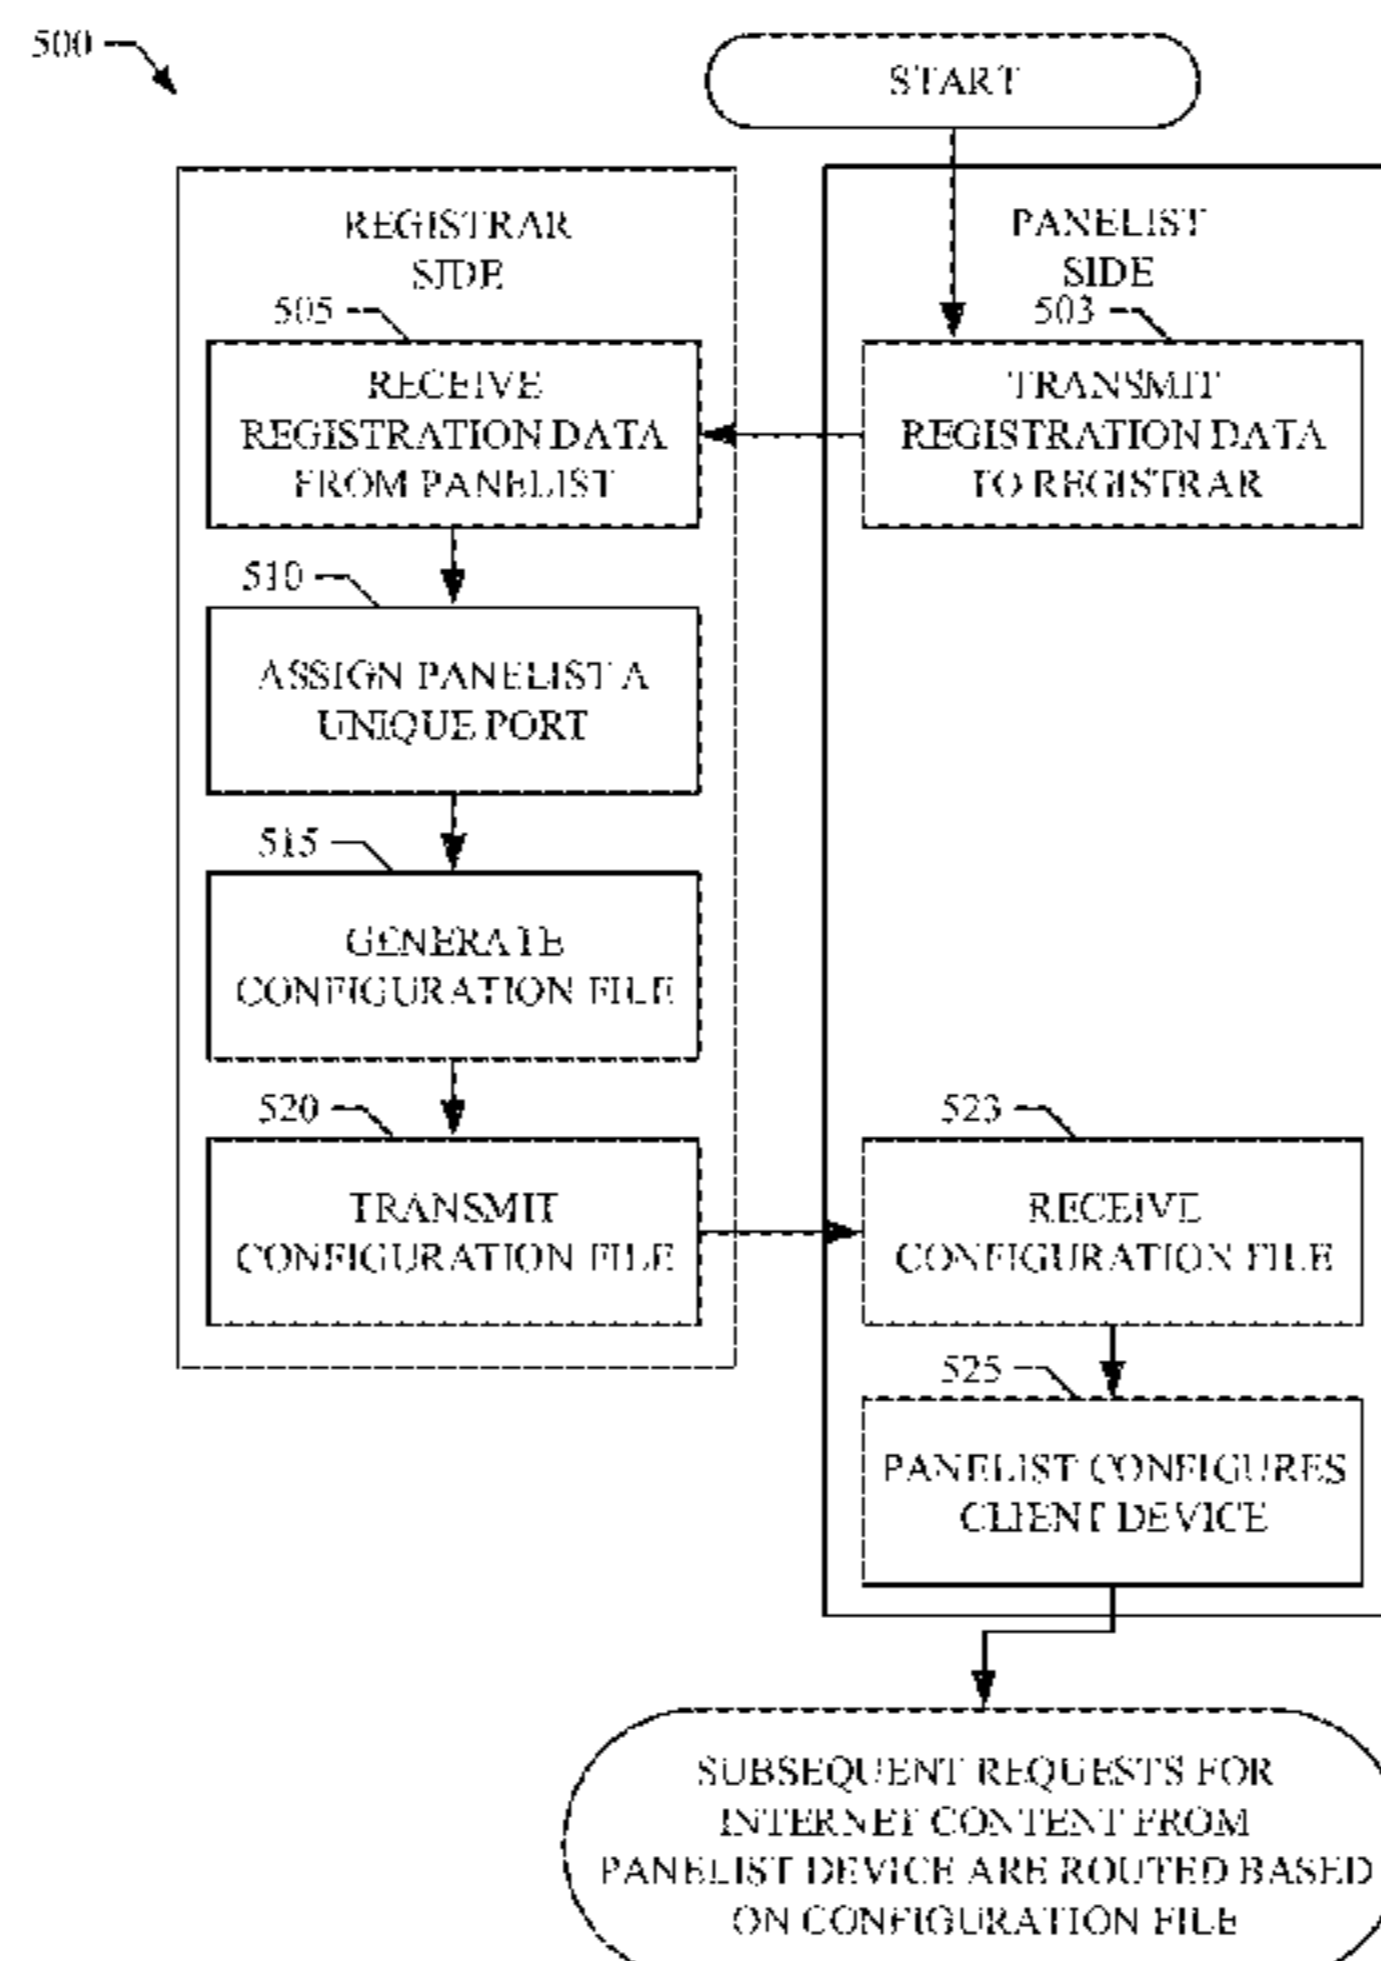 500
START
REGISTRAR
SIDE
PANELIST
SIDE
505
RECEIVE
REGISTRATION DATA
FROM PANELIST
503
TRANSMIT
REGISTRATION DATA
TO REGISTRAR
510
ASSIGN PANELIST A
UNIQUE PORT
515
GENERATE
CONFIGURATION FILE
520
TRANSMIT
CONFIGURATION FILE
523
RECEIVE
CONFIGURATION FILE
525
PANELIST CONFIGURES
CLIENT DEVICE
SUBSEQUENT REQUESTS FOR
INTERNET CONTENT FROM
PANELIST DEVICE ARE ROUTED BASED
ON CONFIGURATION FILE